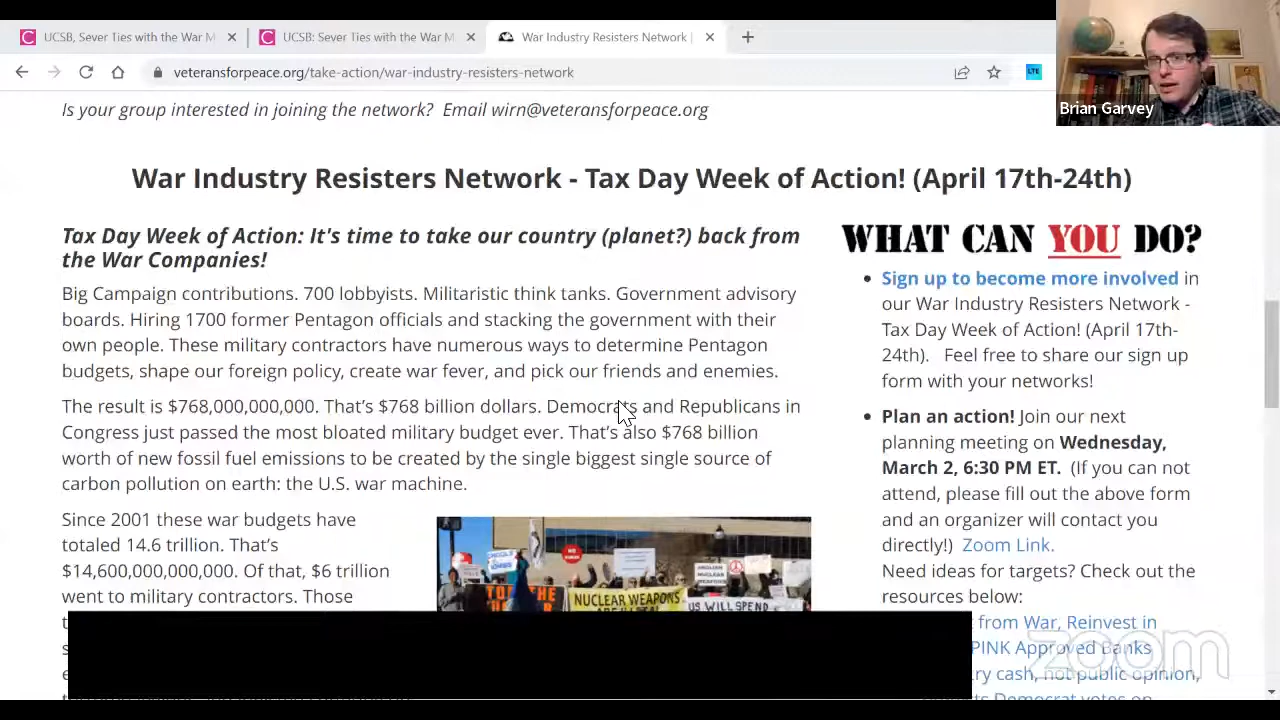 UCSB, Sever Ties with the War M
UCSB: Sever Ties with the War M
War Industry Resisters Network |
veteransforpeace.org/take-action/war-industry-resisters-network
LTE
Brian Garvey
Is your group interested in joining the network? Email wirn@veteransforpeace.org
War Industry Resisters Network - Tax Day Week of Action! (April 17th-24th)
Tax Day Week of Action: It's time to take our country (planet?) back from
the War Companies!
Big Campaign contributions. 700 lobbyists. Militaristic think tanks. Government advisory
boards. Hiring 1700 former Pentagon officials and stacking the government with their
own people. These military contractors have numerous ways to determine Pentagon
budgets, shape our foreign policy, create war fever, and pick our friends and enemies.
The result is $768,000,000,000. That's $768 billion dollars. Democrats and Republicans in
Congress just passed the most bloated military budget ever. That's also $768 billion
worth of new fossil fuel emissions to be created by the single biggest single source of
carbon pollution on earth: the U.S. war machine.
Since 2001 these war budgets have
totaled 14.6 trillion. That's
$14,600,000,000,000. Of that, $6 trillion
went to military contractors. Those
NUCLEAR WEAPONS
US WILL SPEND
WHAT CAN YOU DO?
Sign up to become more involved in
our War Industry Resisters Network -
Tax Day Week of Action! (April 17th-
24th). Feel free to share our sign up
form with your networks!
Plan an action! Join our next
planning meeting on Wednesday,
March 2, 6:30 PM ET. (If you can not
attend, please fill out the above form
and an organizer will contact you
directly!) Zoom Link.
Need ideas for targets? Check out the
resources below:
from War, Reinvest in
PINK Approved Banks
cash, not public opinion,
Democrat votes on
zoom